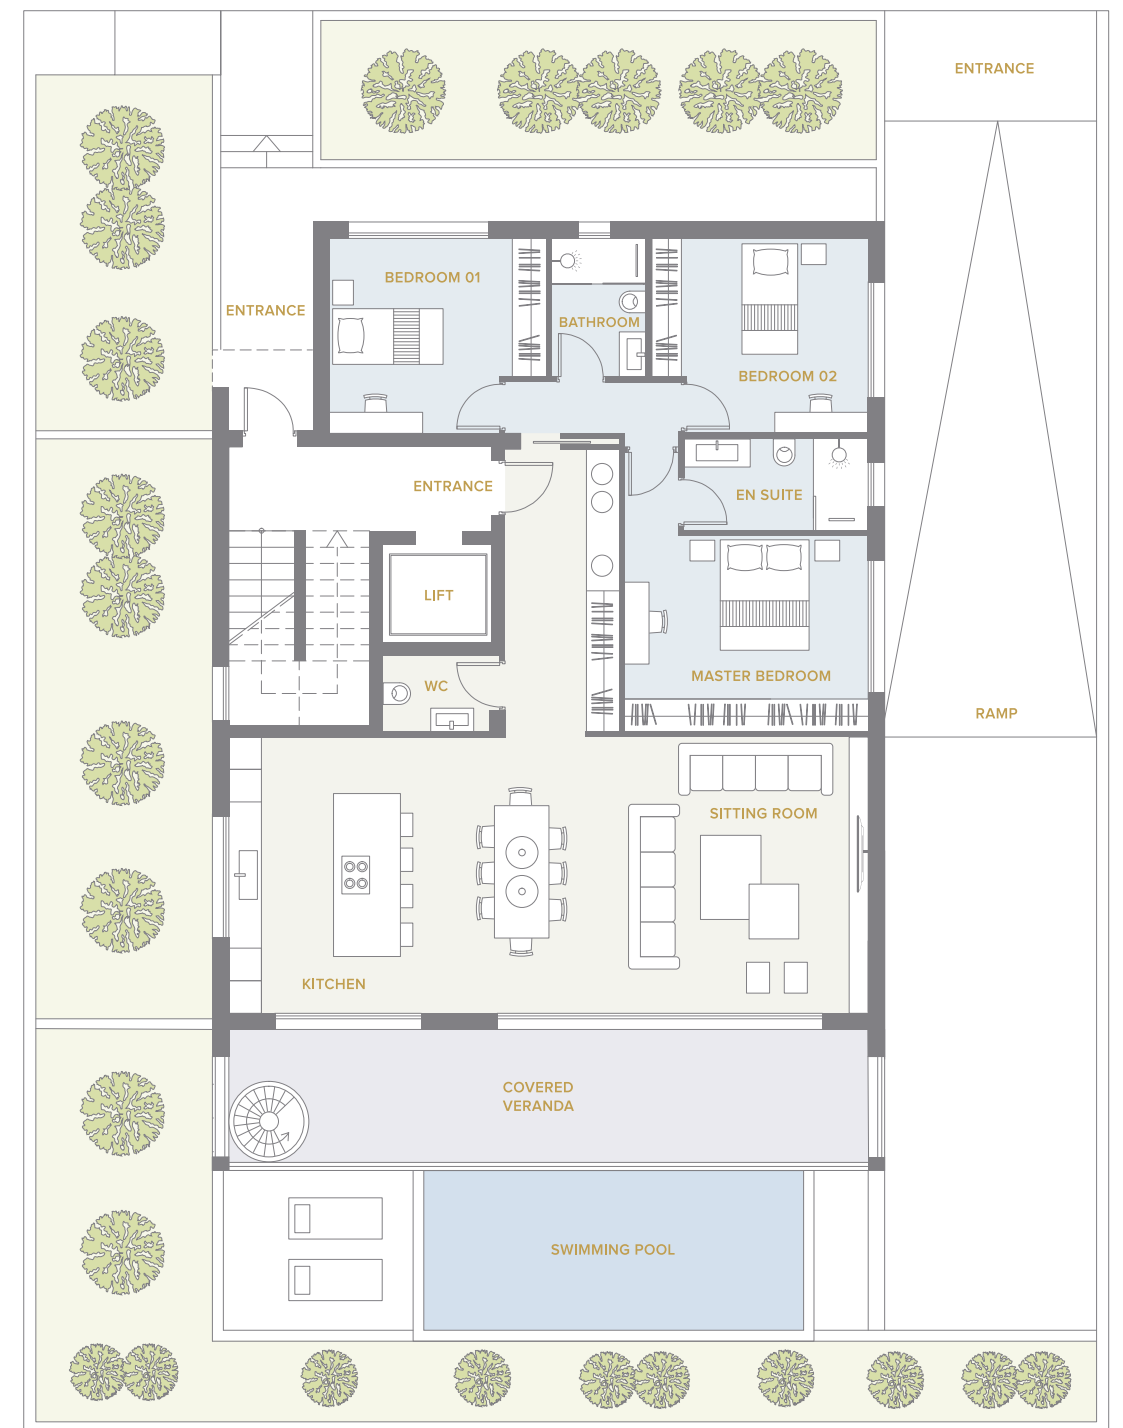 ENTRANCE
BEDROOM 01
ENTRANCE
BATHROOM
BEDROOM 02
ENTRANCE
EN SUITE
LIFT
WC
MASTER BEDROOM
RAMP
SITTING ROOM
KITCHEN
COVERED
VERANDA
SWIMMING POOL